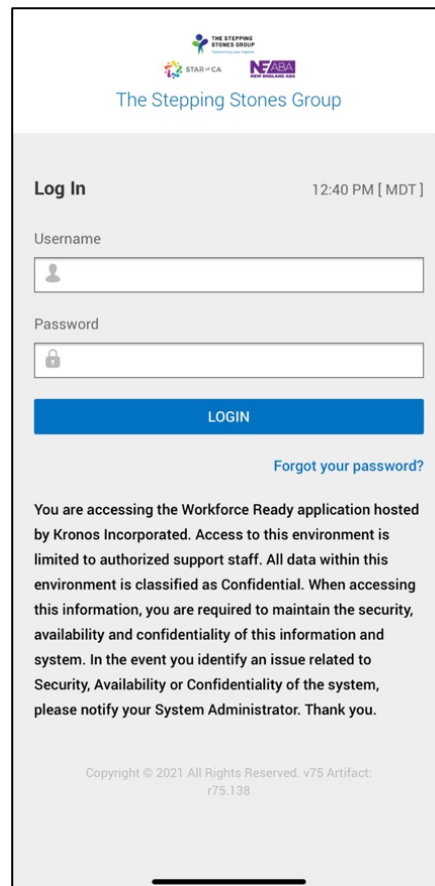 THE STEPPING
STONES GROUP
Transforming Lives Together
STAR OF CA
NEABA
NEW ENGLAND ABA
The Stepping Stones Group
Log In
12:40 PM [ MDT ]
Username
Password
LOGIN
Forgot your password?
You are accessing the Workforce Ready application hosted
by Kronos Incorporated. Access to this environment is
limited to authorized support staff. All data within this
environment is classified as Confidential. When accessing
this information, you are required to maintain the security,
availability and confidentiality of this information and
system. In the event you identify an issue related to
Security, Availability or Confidentiality of the system,
please notify your System Administrator. Thank you.
Copyright © 2021 All Rights Reserved. v75 Artifact:
r75.138